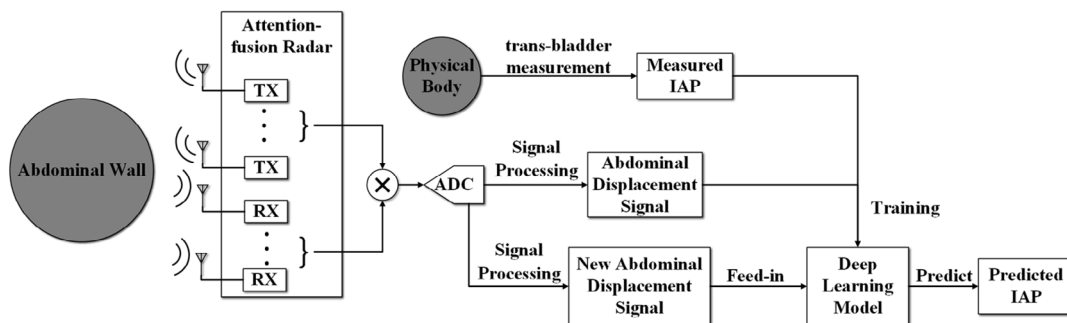 Attention-
fusion Radar
Abdominal Wall
TX
TX
RX
RX
ADC
Physical
Body
trans-bladder
measurement
Measured
IAP
Signal
Processing
Abdominal
Displacement
Signal
Training
Signal
Processing
New Abdominal
Displacement
Signal
Feed-in
Deep
Learning
Model
Predict
Predicted
IAP